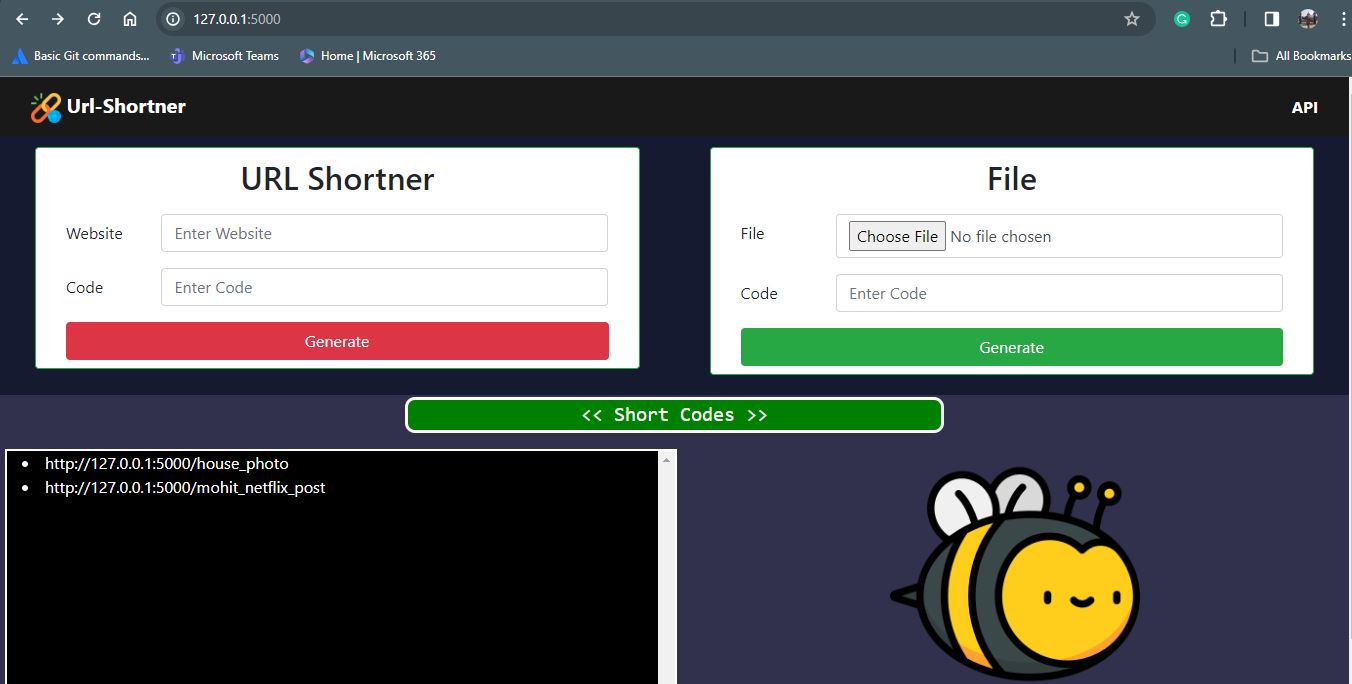 127.0.0.1:5000
Basic Git commands...
Microsoft Teams
Home | Microsoft 365
All Bookmarks
Url-Shortner
API
URL Shortner
Website
Enter Website
Code
Enter Code
Generate
File
File
Choose File No file chosen
Code
Enter Code
Generate
<< Short Codes >>
http://127.0.0.1:5000/house_photo
http://127.0.0.1:5000/mohit_netflix_post